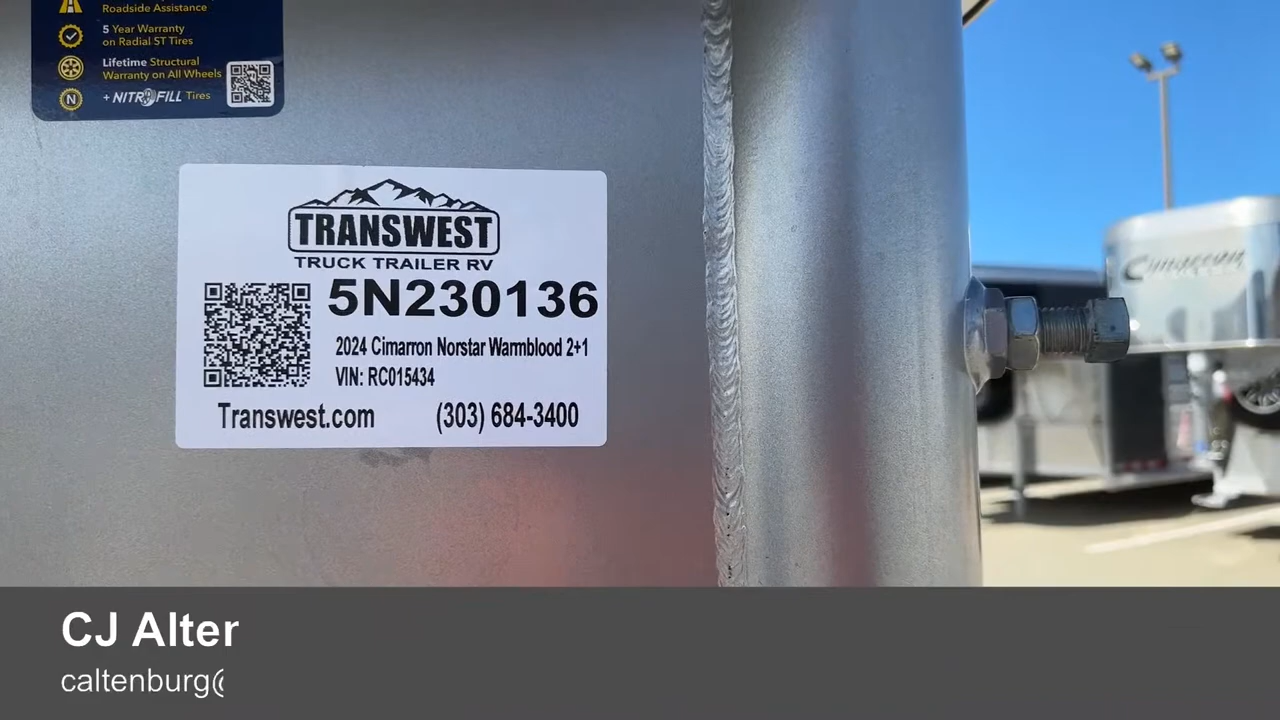 Roadside Assistance
5 Year Warranty
on Radial ST Tires
Lifetime Structural
Warranty on All Wheels
N + NITROFILL Tires
TRANSWEST
TRUCK TRAILER RV
5N230136
2024 Cimarron Norstar Warmblood 2+1
VIN: RC015434
Transwest.com (303) 684-3400
Cimarron
CJ Alter
caltenburg@